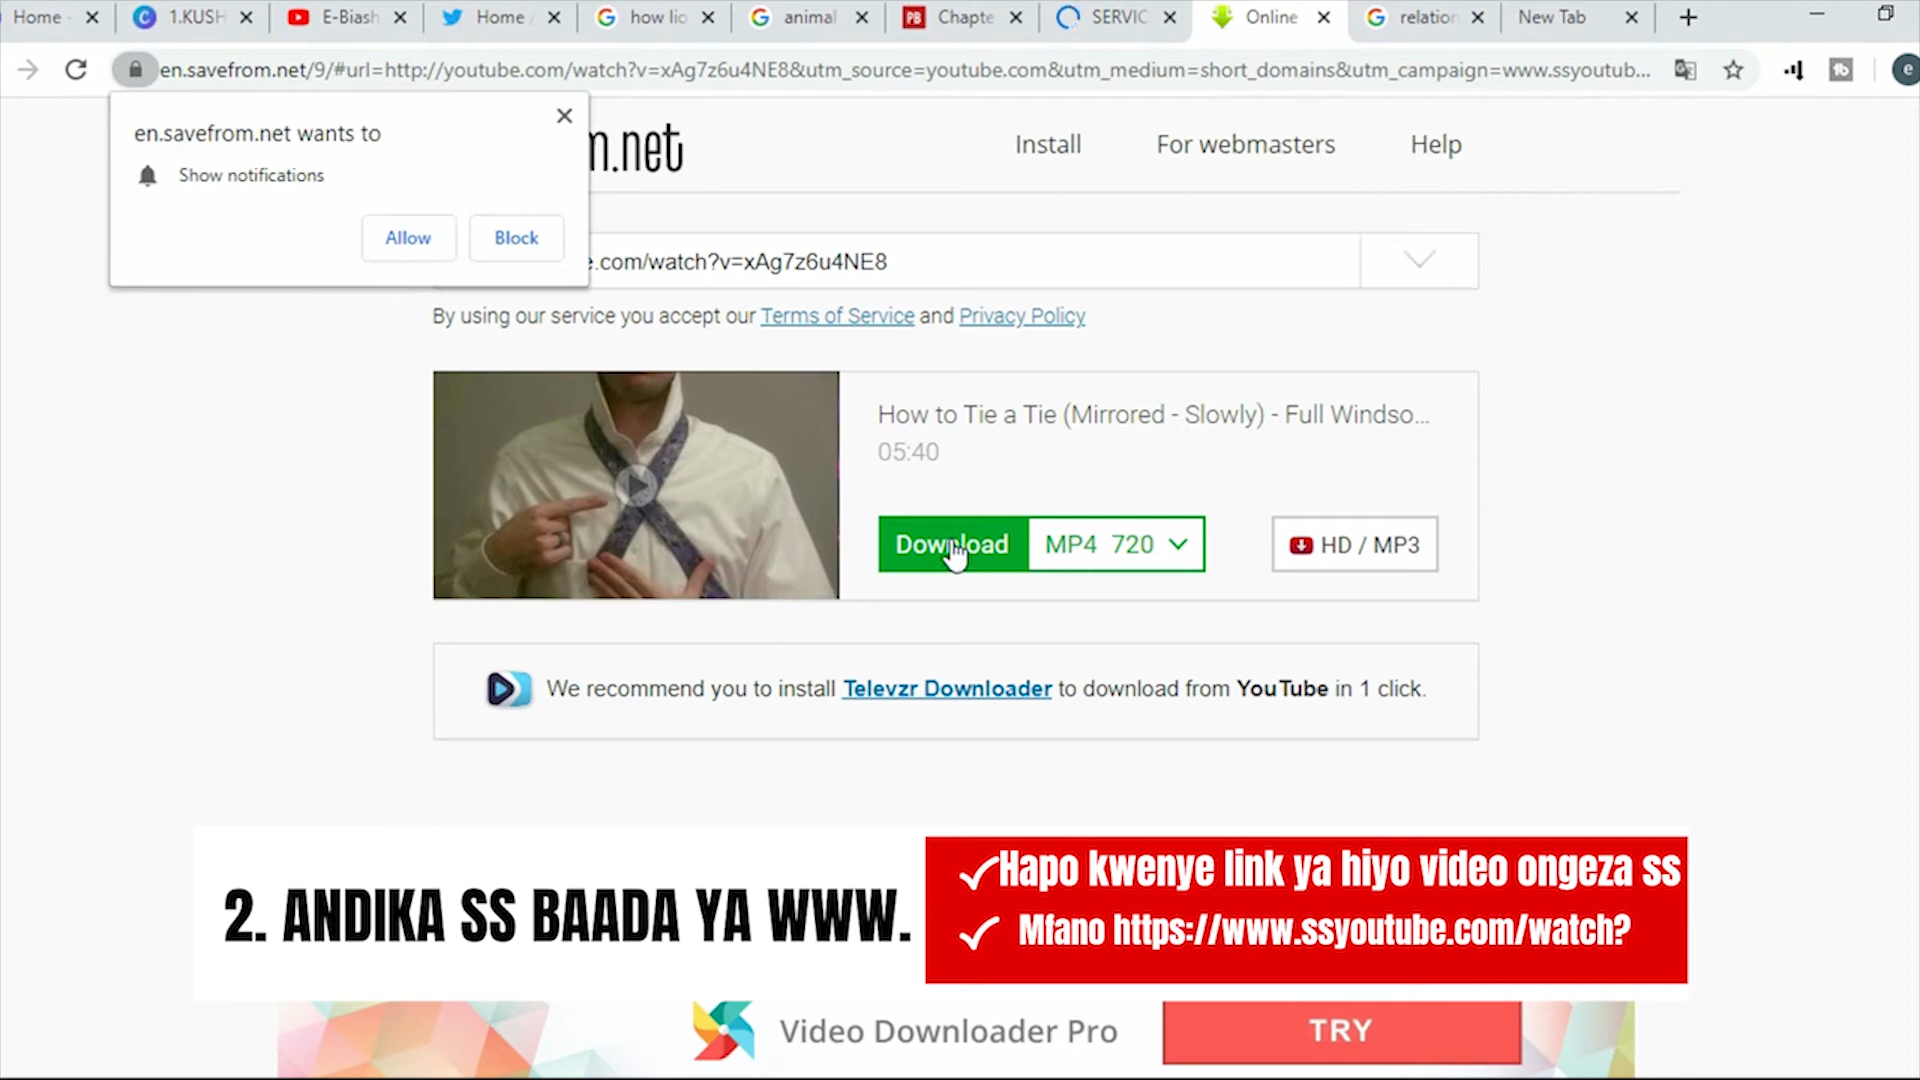 Home
1.KUSH
E-Biash
Home
how lio
animal
Chapte
SERVIC
Online
relation
New Tab
en.savefrom.net/9/#url=http://youtube.com/watch?v=xAg7z6u4NE8&utm_source=youtube.com&utm_medium=short_domains&utm_campaign=www.ssyoutub...
en.savefrom.net wants to
Show notifications
Allow
Block
m.net
Install
For webmasters
Help
e.com/watch?v=xAg7z6u4NE8
By using our service you accept our Terms of Service and Privacy Policy
How to Tie a Tie (Mirrored - Slowly) - Full Windso...
05:40
Download
MP4 720
HD / MP3
We recommend you to install Televzr Downloader to download from YouTube in 1 click.
2. ANDIKA SS BAADA YA WWW.
Hapo kwenye link ya hiyo video ongeza ss
Mfano https://www.ssyoutube.com/watch?
Video Downloader Pro
TRY